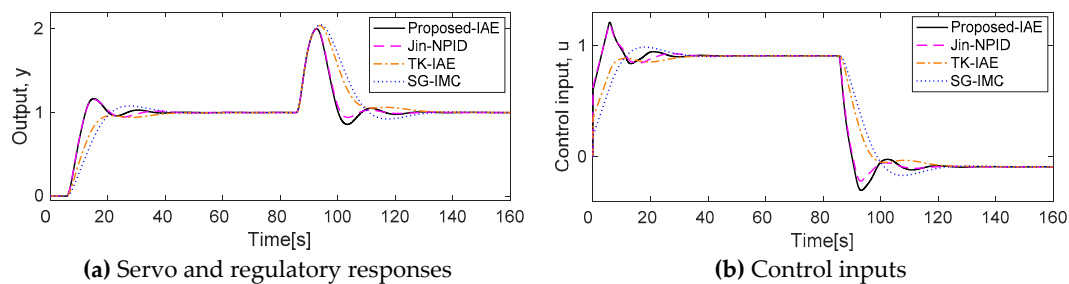 2
1
0
Output, y
Proposed-IAE
Jin-NPID
TK-IAE
SG-IMC
0 20 40 60 80 100 120 140 160
Time[s]
(a) Servo and regulatory responses
1
0
Control input, u
Proposed-IAE
Jin-NPID
TK-IAE
SG-IMC
0 20 40 60 80 100 120 140 160
Time[s]
(b) Control inputs